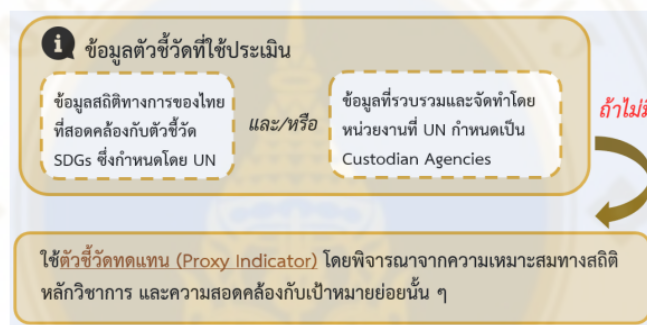 ข้อมูลตัวชี้วัดที่ใช้ประเมิน
ข้อมูลสถิติทางการของไทย
ที่สอดคล้องกับตัวชี้วัด
SDGs ซึ่งกำหนดโดย UN
และ/หรือ
ข้อมูลที่รวบรวมและจัดทำโดย
หน่วยงานที่ UN กำหนดเป็น
Custodian Agencies
ถ้าไม่มี
ใช้ตัวชี้วัดทดแทน (Proxy Indicator) โดยพิจารณาจากความเหมาะสมทางสถิติ
หลักวิชาการ และความสอดคล้องกับเป้าหมายย่อยนั้น ๆ